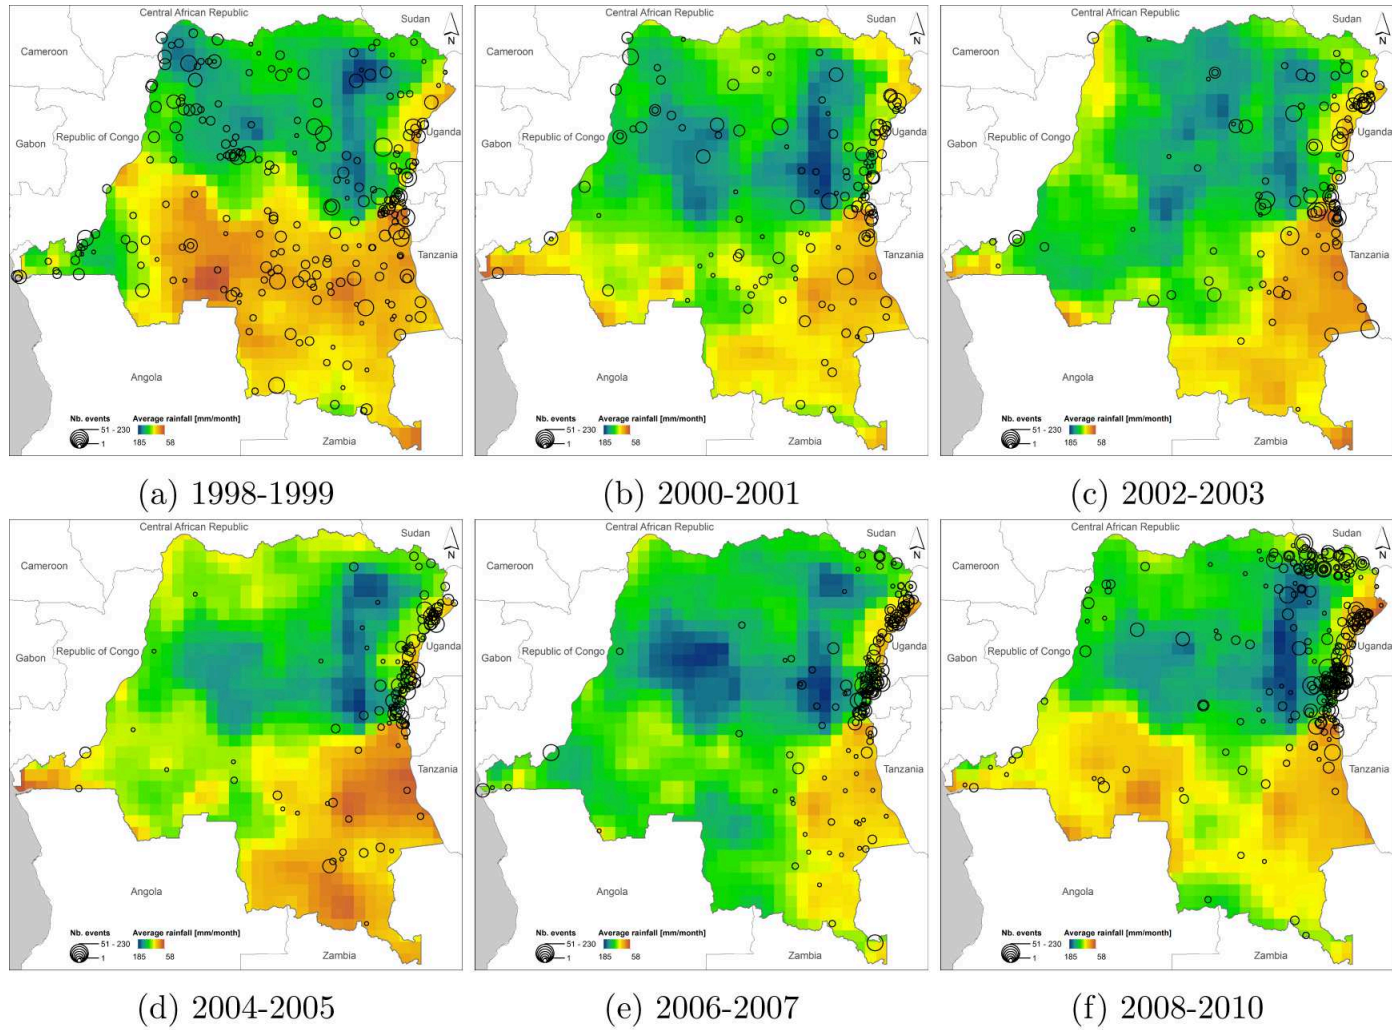 Central African Republic
Sudan
N
Cameroon
Republic of Congo
Gabon
Uganda
Tanzania
Angola
Nb. events
Average rainfall [mm/month]
51 - 230
1
185 58
Zambia
(a) 1998-1999
Central African Republic
Sudan
N
Cameroon
Republic of Congo
Gabon
Uganda
Tanzania
Angola
Nb. events
Average rainfall [mm/month]
51 - 230
1
185 58
Zambia
(b) 2000-2001
Central African Republic
Sudan
N
Cameroon
Republic of Congo
Gabon
Uganda
Tanzania
Angola
Nb. events
Average rainfall [mm/month]
51 - 230
1
185 58
Zambia
(c) 2002-2003
Central African Republic
Sudan
N
Cameroon
Republic of Congo
Gabon
Uganda
Tanzania
Angola
Nb. events
Average rainfall [mm/month]
51 - 230
1
185 58
Zambia
(d) 2004-2005
Central African Republic
Sudan
N
Cameroon
Republic of Congo
Gabon
Uganda
Tanzania
Angola
Nb. events
Average rainfall [mm/month]
51 - 230
1
185 58
Zambia
(e) 2006-2007
Central African Republic
Sudan
N
Cameroon
Republic of Congo
Gabon
Uganda
Tanzania
Angola
Nb. events
Average rainfall [mm/month]
51 - 230
1
185 58
Zambia
(f) 2008-2010